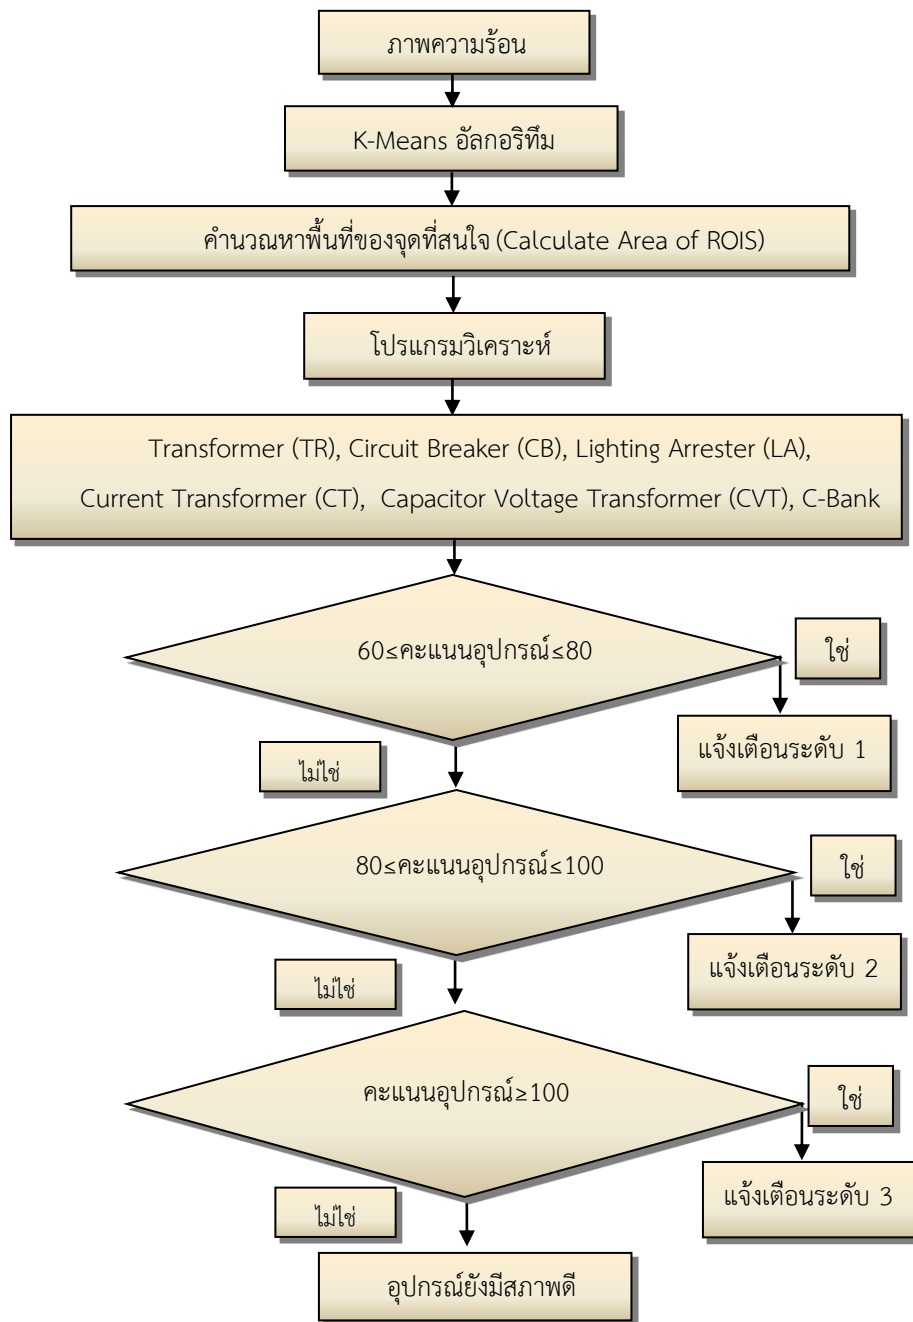 ภาพความร้อน
K-Means อัลกอริทึม
คำนวณหาพื้นที่ของจุดที่สนใจ (Calculate Area of ROIS)
โปรแกรมวิเคราะห์
Transformer (TR), Circuit Breaker (CB), Lighting Arrester (LA),
Current Transformer (CT), Capacitor Voltage Transformer (CVT), C-Bank
60≤คะแนนอุปกรณ์≤80
ใช่
แจ้งเตือนระดับ 1
ไม่ใช่
80≤คะแนนอุปกรณ์≤100
ใช่
แจ้งเตือนระดับ 2
ไม่ใช่
คะแนนอุปกรณ์≥100
ใช่
แจ้งเตือนระดับ 3
ไม่ใช่
อุปกรณ์ยังมีสภาพดี